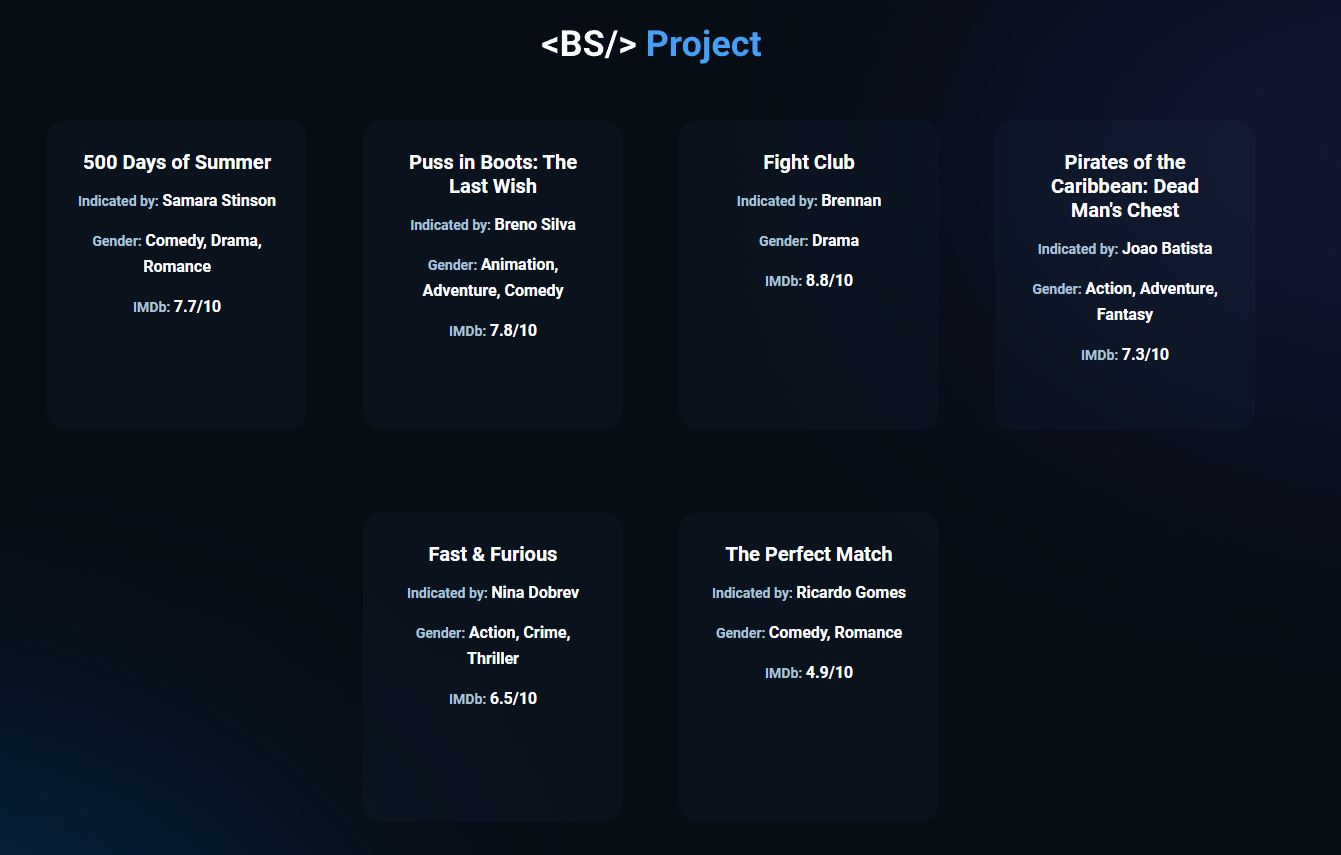 <BS/> Project
500 Days of Summer
Indicated by: Samara Stinson
Gender: Comedy, Drama,
Romance
IMDb: 7.7/10
Puss in Boots: The
Last Wish
Indicated by: Breno Silva
Gender: Animation,
Adventure, Comedy
IMDb: 7.8/10
Fight Club
Indicated by: Brennan
Gender: Drama
IMDb: 8.8/10
Pirates of the
Caribbean: Dead
Man's Chest
Indicated by: Joao Batista
Gender: Action, Adventure,
Fantasy
IMDb: 7.3/10
Fast & Furious
Indicated by: Nina Dobrev
Gender: Action, Crime,
Thriller
IMDb: 6.5/10
The Perfect Match
Indicated by: Ricardo Gomes
Gender: Comedy, Romance
IMDb: 4.9/10